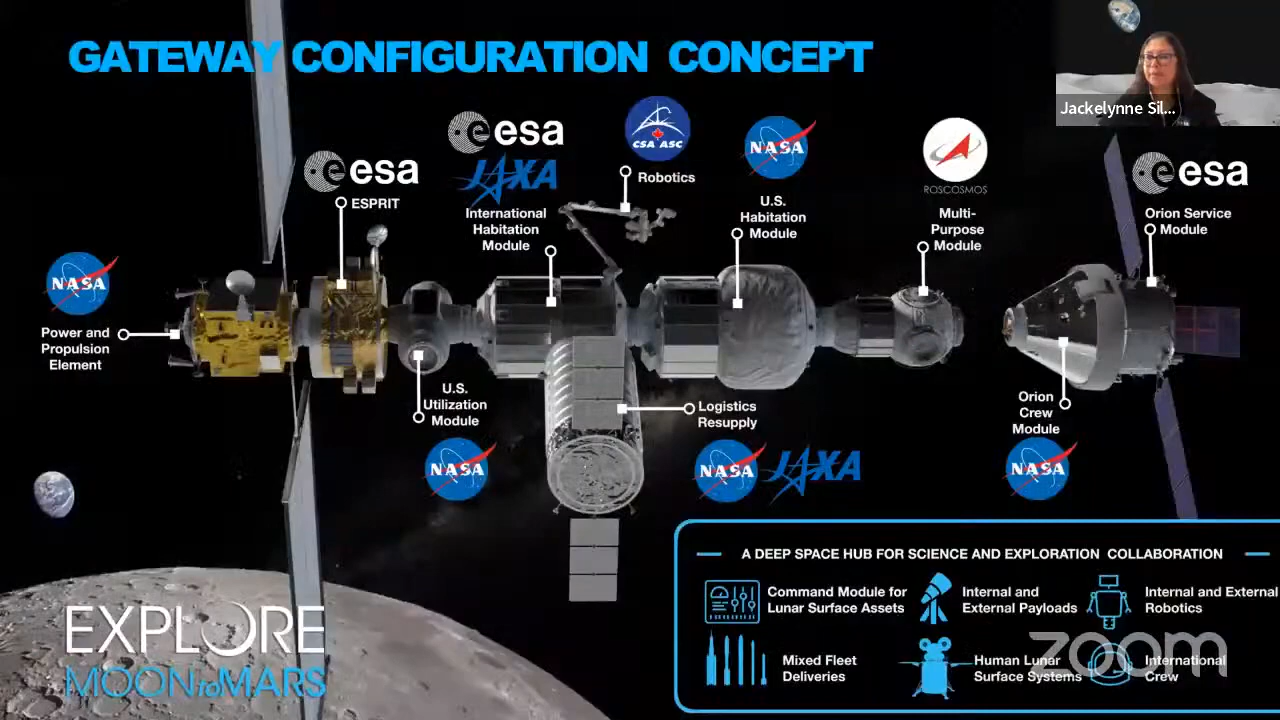 GATEWAY CONFIGURATION CONCEPT
Jackelynne Sil...
esa
ESPRIT
esa
JAXA
International
Habitation
Module
CSA ASC
Robotics
NASA
U.S.
Habitation
Module
ROSCOSMOS
Multi-
Purpose
Module
esa
Orion Service
Module
NASA
Power and
Propulsion
Element
U.S.
Utilization
Module
NASA
Logistics
Resupply
NASA
JAXA
Orion
Crew
Module
NASA
A DEEP SPACE HUB FOR SCIENCE AND EXPLORATION COLLABORATION
Command Module for
Lunar Surface Assets
Internal and
External Payloads
Internal and External
Robotics
Mixed Fleet
Deliveries
Human Lunar
Surface Systems
International
Crew
EXPLORE
MOONtoMARS
zoom